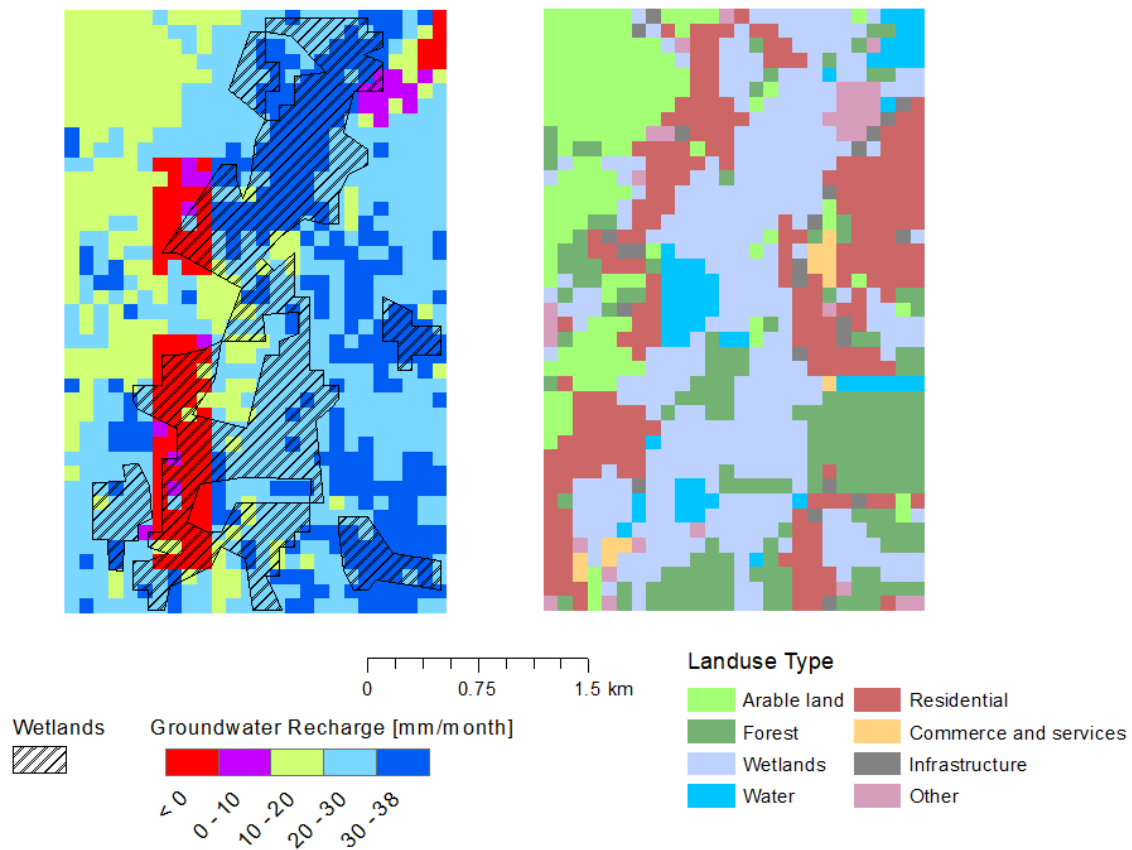 0 0.75 1.5 km
Wetlands
Groundwater Recharge [mm/month]
< 0
0 - 10
10 - 20
20 - 30
30 - 38
Landuse Type
Arable land
Forest
Wetlands
Water
Residential
Commerce and services
Infrastructure
Other